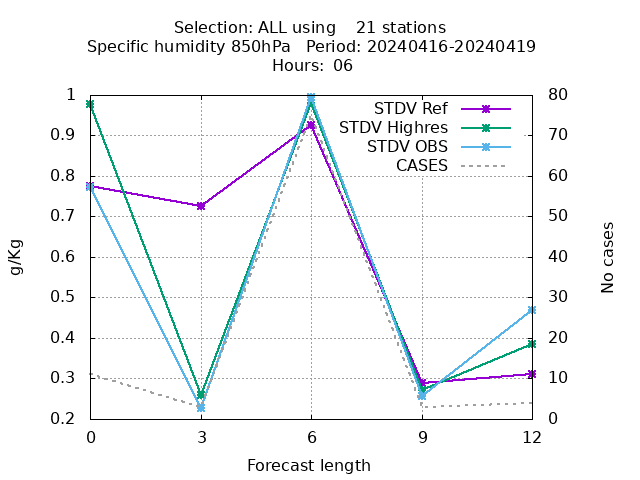 Selection: ALL using    21 stations
Specific humidity 850hPa   Period: 20240416-20240419
Hours:  06
1
0.9
0.8
0.7
0.6
0.5
0.4
0.3
0.2
80
70
60
50
40
30
20
10
0
STDV Ref
STDV Highres
STDV OBS
CASES
g/Kg
No cases
0
3
6
9
12
Forecast length